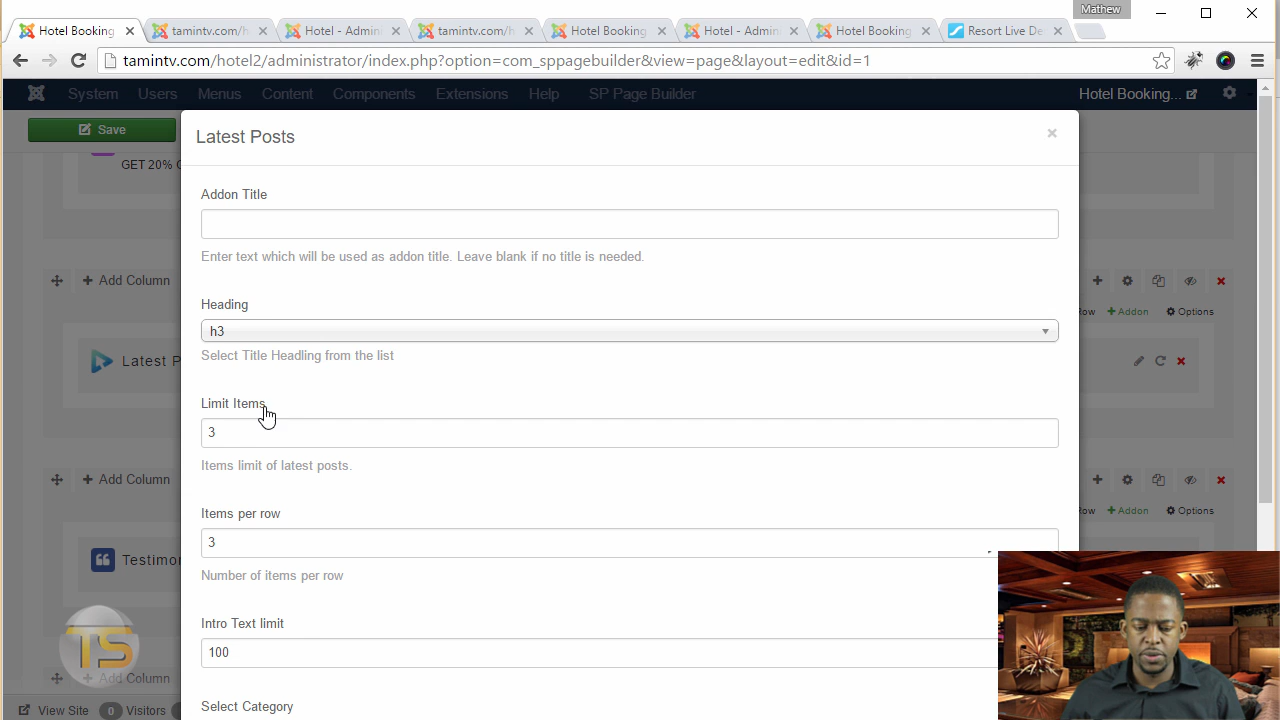 Mathew
Hotel Booking
tamintv.com/h
Hotel - Admi
tamintv.com/h
Hotel Booking
Hotel - Admin
Hotel Booking
Resort Live De
tamintv.com/hotel2/administrator/index.php?option=com_sppagebuilder&view=page&layout=edit&id=1
System Users Menus Content Components Extensions Help SP Page Builder
Hotel Booking...
Save
Latest Posts
×
GET 20%
Addon Title
Enter text which will be used as addon title. Leave blank if no title is needed.
Add Column
Heading
h3
Row Addon Options
Select Title Headling from the list
Latest P
Limit Items
3
Items limit of latest posts.
Add Column
Items per row
Row Addon Options
3
Testimo
Number of items per row
Intro Text limit
100
TS
Add Column
Select Category
View Site 0 Visitors